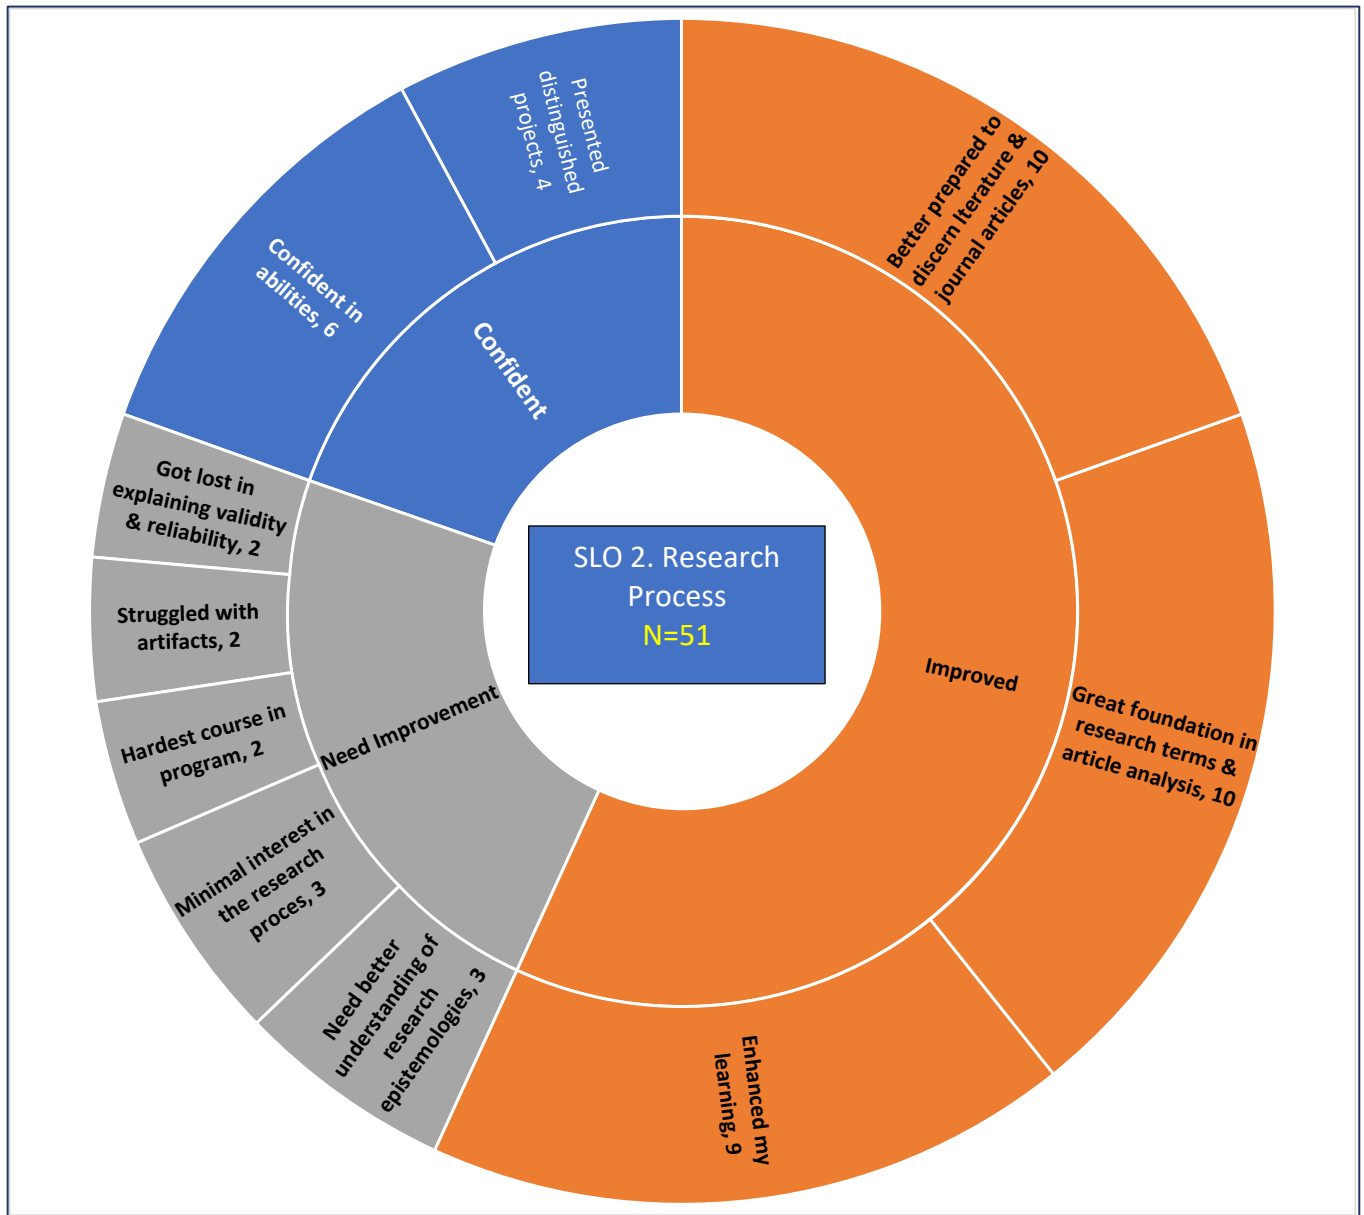 SLO 2. Research
Process
N=51
Improved
Better prepared to
discern lterature &
journal articles, 10
Great foundation in
research terms &
article analysis, 10
Enhanced my
learning, 9
Need Improvement
Need better
understanding of
research
epistemologies, 3
Minimal interest in
the research
proces, 3
Hardest course in
program, 2
Struggled with
artifacts, 2
Got lost in
explaining validity
& reliability, 2
Confident
Confident in
abilities, 6
Presented
distinguished
projects, 4